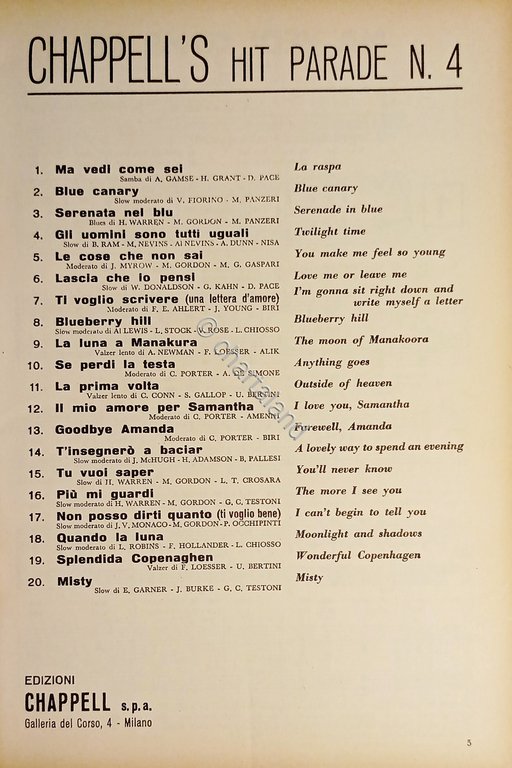 CHAPPELL'S HIT PARADE N. 4
1. Ma vedi come sei La raspa
Samba di A. GAMSE - H. GRANT - D. PACE
2. Blue canary Blue canary
Slow moderato di V. FIORINO - M. PANZERI
3. Serenata nel blu Serenade in blue
Blues di H. WARREN - M. GORDON - M. PANZERI
4. Gli uomini sono tutti uguali Twilight time
Slow di B. RAM - M. NEVINS - Al NEVINS - A. DUNN - NISA
5. Le cose che non sai You make me feel so young
Moderato di J. MYROW - M. GORDON - M. G. GASPARI
6. Lascia che lo pensi Love me or leave me
Slow di W. DONALDSON - G. KAHN - D. PACE
7. Ti voglio scrivere (una lettera d'amore) I'm gonna sit right down and
write myself a letter
Moderato di F. E. AHLERT - J. YOUNG - BIRI
8. Blueberry hill Blueberry hill
Slow moderato di Al LEWIS - L. STOCK - W. ROSE - L. CHIOSSO
9. La luna a Manakura The moon of Manakoora
Valzer lento di A. NEWMAN - F. LOESSER - ALIK
10. Se perdi la testa Anything goes
Moderato di C. PORTER - A. DE SIMONE
11. La prima volta Outside of heaven
Valzer lento di C. CONN - S. GALLOP - U. BERTINI
12. Il mio amore per Samantha I love you, Samantha
Moderato di C. PORTER - AMENNI
13. Goodbye Amanda Farewell, Amanda
Moderato di C. PORTER - BIRI
14. T'insegnerò a baciar A lovely way to spend an evening
Slow moderato di J. McHUGH - H. ADAMSON - B. PALLESI
15. Tu vuoi saper You'll never know
Slow di H. WARREN - M. GORDON - L. T. CROSARA
16. Più mi guardi The more I see you
Slow moderato di H. WARREN - M. GORDON - G. C. TESTONI
17. Non posso dirti quanto (ti voglio bene) I can't begin to tell you
Slow moderato di J. V. MONACO - M. GORDON - P. OCCHIPINTI
18. Quando la luna Moonlight and shadows
Slow moderato di L. ROBINS - F. HOLLANDER - L. CHIOSSO
19. Splendida Copenaghen Wonderful Copenhagen
Valzer di F. LOESSER - U. BERTINI
20. Misty Misty
Slow di E. GARNER - J. BURKE - G. C. TESTONI
© chartaland
EDIZIONI
CHAPPELL s.p.a.
Galleria del Corso, 4 - Milano
3